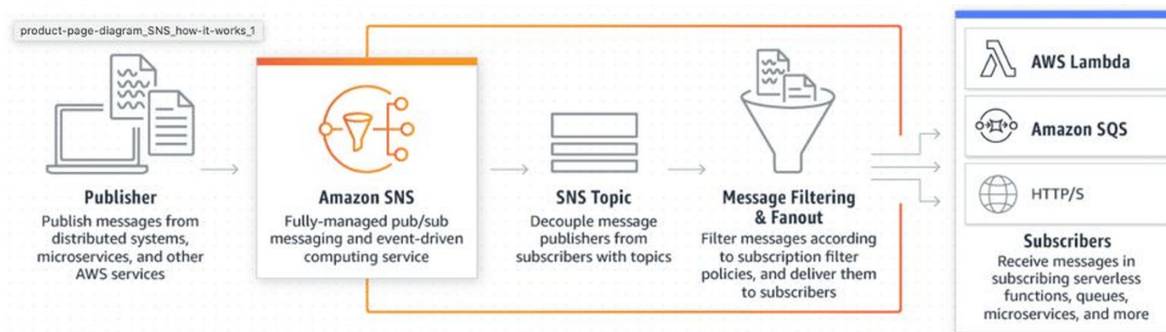 product-page-diagram_SNS_how-it-works_1
Publisher
Publish messages from
distributed systems,
microservices, and other
AWS services
Amazon SNS
Fully-managed pub/sub
messaging and event-driven
computing service
SNS Topic
Decouple message
publishers from
subscribers with topics
Message Filtering
& Fanout
Filter messages according
to subscription filter
policies, and deliver them
to subscribers
AWS Lambda
Amazon SQS
HTTP/S
Subscribers
Receive messages in
subscribing serverless
functions, queues,
microservices, and more